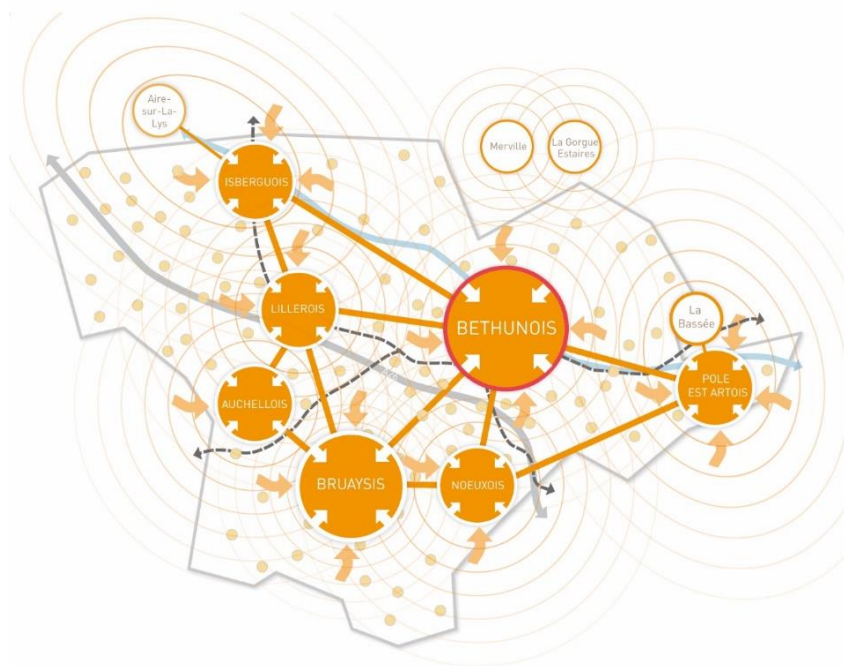 Aire-
sur-La-
Lys
Merville
La Gorgue
Estaires
ISBERGUOIS
LILLEROIS
BETHUNOIS
La
Bassée
POLE
EST ARTOIS
AUCHELLOIS
BRUAYSIS
NOEUXOIS